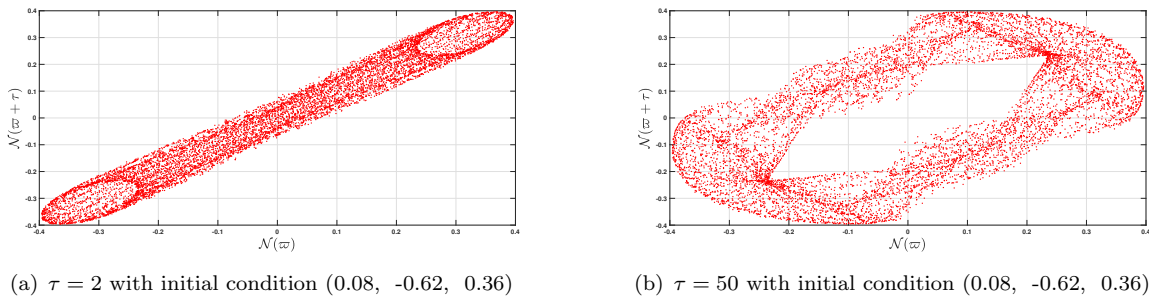 0.4
0.3
0.2
0.1
0
-0.1
-0.2
-0.3
-0.4
𝒩(ϖ + τ)
-0.4 -0.3 -0.2 -0.1 0 0.1 0.2 0.3 0.4
𝒩(ϖ)
(a) τ = 2 with initial condition (0.08, -0.62, 0.36)
0.4
0.3
0.2
0.1
0
-0.1
-0.2
-0.3
-0.4
𝒩(ϖ + τ)
-0.4 -0.3 -0.2 -0.1 0 0.1 0.2 0.3 0.4
𝒩(ϖ)
(b) τ = 50 with initial condition (0.08, -0.62, 0.36)